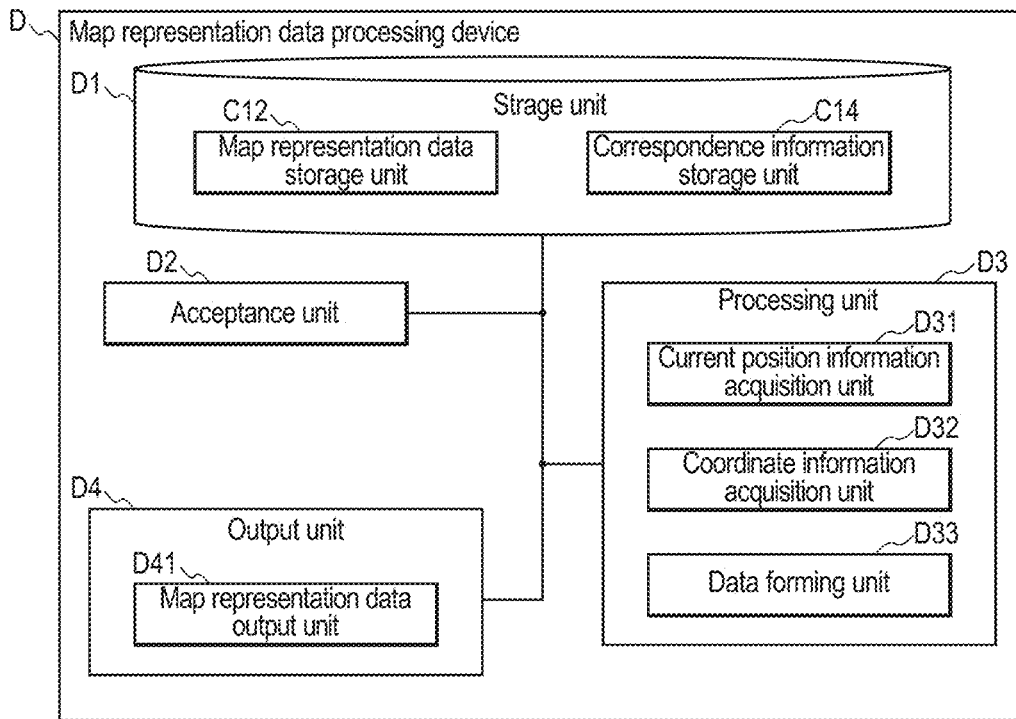 D
Map representation data processing device
D1
Strage unit
C12
Map representation data
storage unit
C14
Correspondence information
storage unit
D2
Acceptance unit
D3
Processing unit
D31
Current position information
acquisition unit
D32
Coordinate information
acquisition unit
D33
Data forming unit
D4
Output unit
D41
Map representation data
output unit